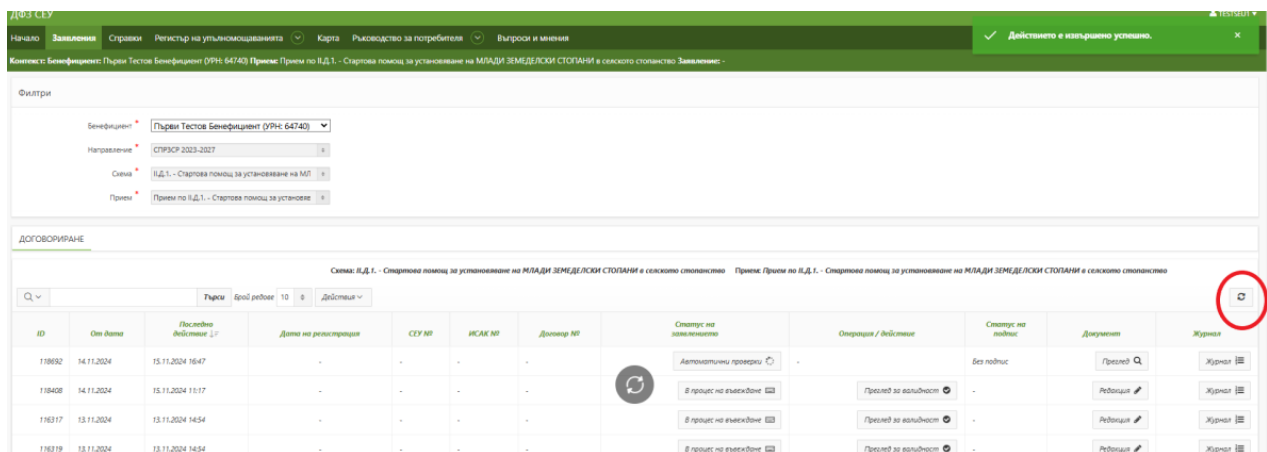 ДФЗ СЕУ
TESTSEU1
Начало Заявления Справки Регистър на упълномощаванията Карта Ръководство за потребителя Въпроси и мнения
Действието е извършено успешно.
Контекст: Бенефициент: Първи Тестов Бенефициент (УРН: 64740) Прием: Прием по II.Д.1. - Стартова помощ за установяване на МЛАДИ ЗЕМЕДЕЛСКИ СТОПАНИ в селското стопанство Заявление: -
Филтри
Бенефициент * Първи Тестов Бенефициент (УРН: 64740)
Направление * СПРЗСР 2023-2027
Схема * II.Д.1. - Стартова помощ за установяване на МЛ
Прием * Прием по II.Д.1. - Стартова помощ за установяв
ДОГОВОРИРАНЕ
Схема: II.Д.1. - Стартова помощ за установяване на МЛАДИ ЗЕМЕДЕЛСКИ СТОПАНИ в селското стопанство Прием: Прием по II.Д.1. - Стартова помощ за установяване на МЛАДИ ЗЕМЕДЕЛСКИ СТОПАНИ в селското стопанство
Търси Брой редове 10 Действия
ID От дата Последно действие Дата на регистрация СЕУ № ИСАК № Договор № Статус на заявлението Операция / действие Статус на подпис Документ Журнал
118692 14.11.2024 15.11.2024 16:47 - - - - Автоматични проверки - Без подпис Преглед Журнал
118408 14.11.2024 15.11.2024 11:17 - - - - В процес на въвеждане Преглед за валидност - Редакция Журнал
116317 13.11.2024 13.11.2024 14:54 - - - - В процес на въвеждане Преглед за валидност - Редакция Журнал
116319 13.11.2024 13.11.2024 14:54 - - - - В процес на въвеждане Преглед за валидност - Редакция Журнал